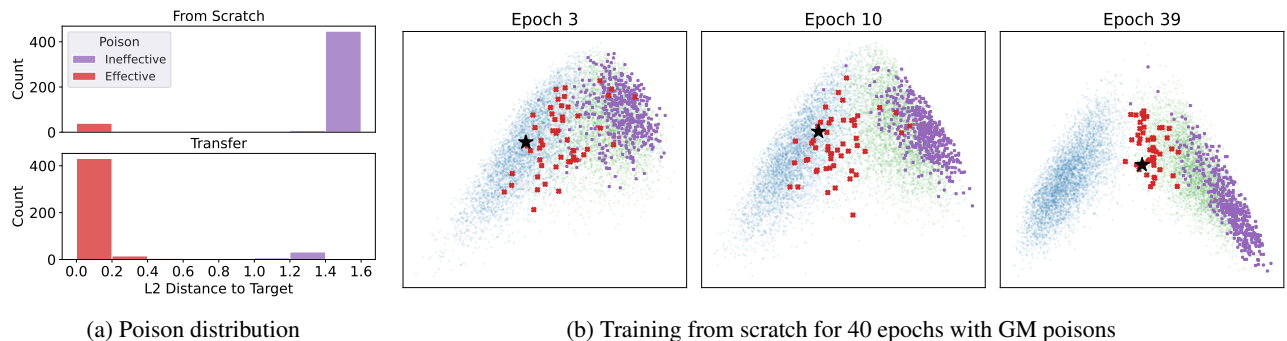 From Scratch
400
200
0
Count
Poison
Ineffective
Effective
Transfer
400
200
0
Count
0.0 0.2 0.4 0.6 0.8 1.0 1.2 1.4 1.6
L2 Distance to Target
(a) Poison distribution
Epoch 3
Epoch 10
Epoch 39
(b) Training from scratch for 40 epochs with GM poisons